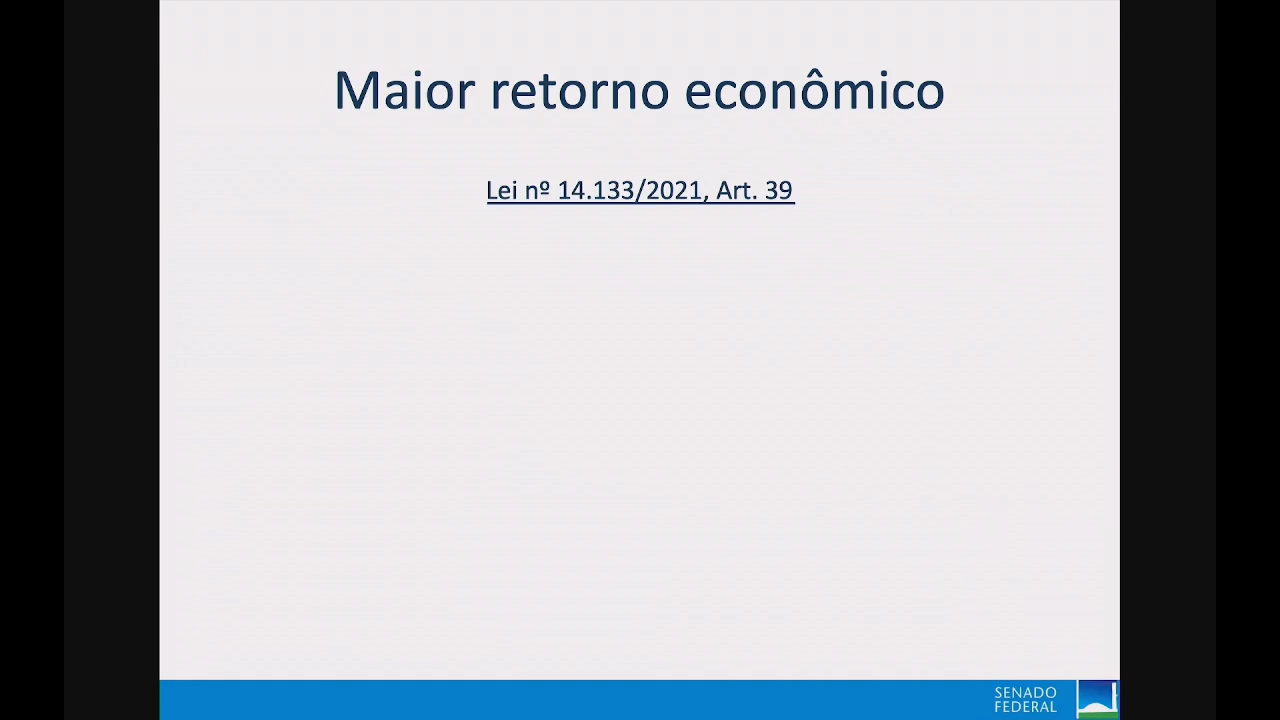 Maior retorno econômico
Lei nº 14.133/2021, Art. 39
SENADO
FEDERAL